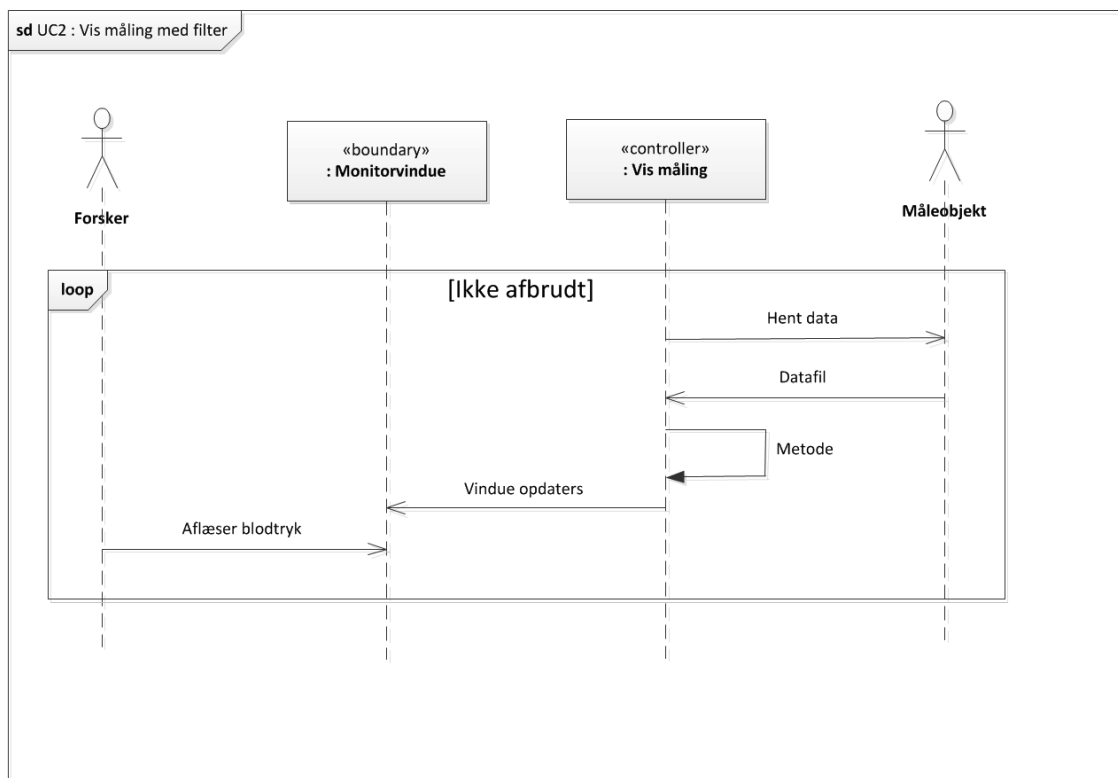 sd UC2 : Vis måling med filter
«boundary»
: Monitorvindue
«controller»
: Vis måling
Forsker
Måleobjekt
loop
[Ikke afbrudt]
Hent data
Datafil
Metode
Vindue opdaters
Aflæser blodtryk